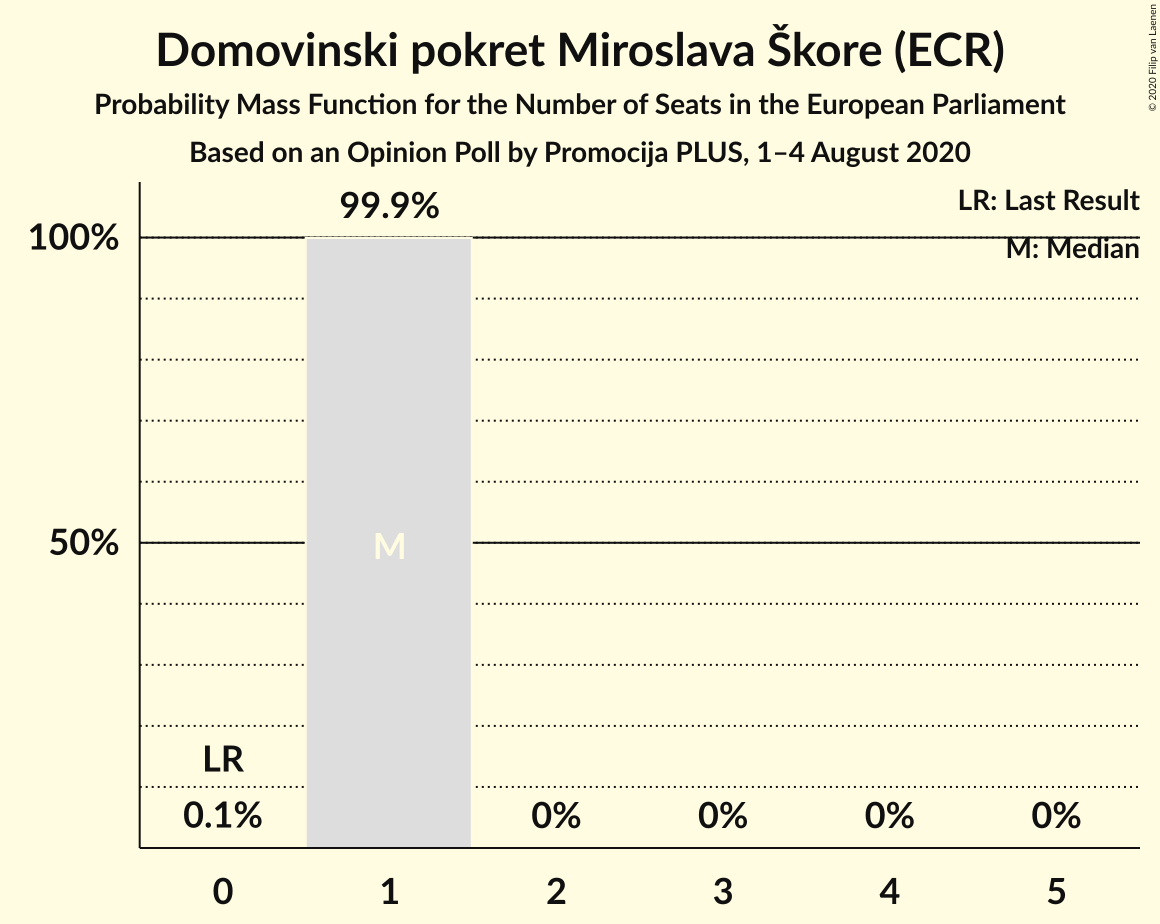 Domovinski pokret Miroslava Škore (ECR)
Probability Mass Function for the Number of Seats in the European Parliament
Based on an Opinion Poll by Promocija PLUS, 1–4 August 2020
© 2020 Filip van Laenen
99.9%
LR: Last Result
100%
M: Median
50%
M
LR
0.1%
0%
0%
0%
0%
0
1
2
3
4
5